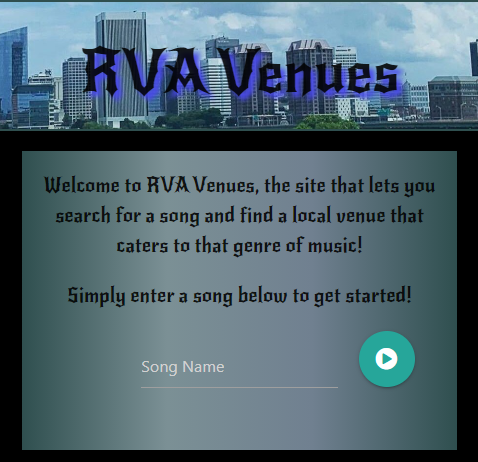 RVA Venues
Welcome to RVA Venues, the site that lets you
search for a song and find a local venue that
caters to that genre of music!
Simply enter a song below to get started!
Song Name